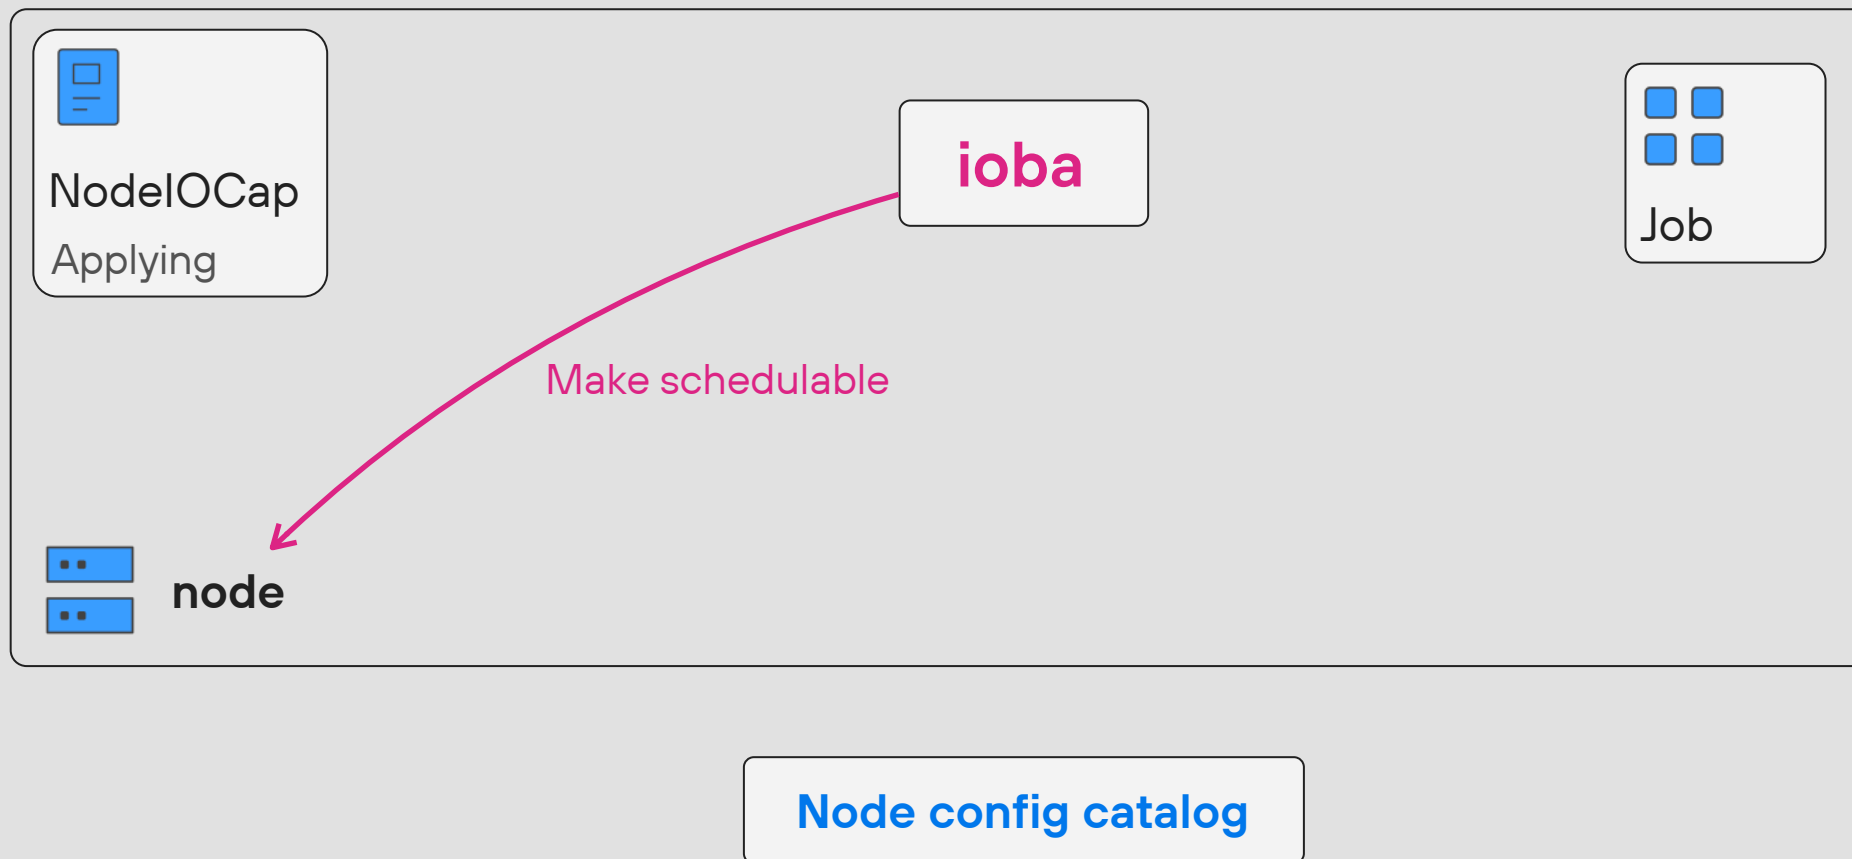 NodeIOCap
Applying
ioba
Job
Make schedulable
node
Node config catalog